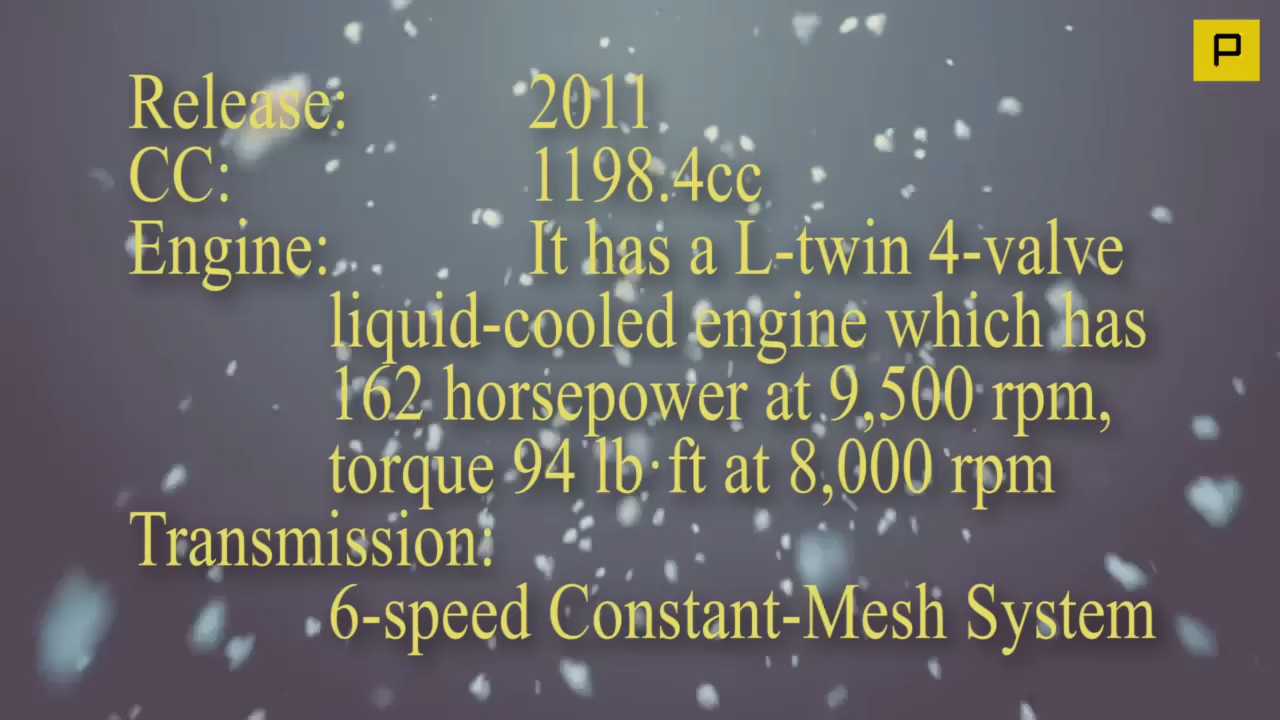 P
Release: 2011
CC: 1198.4cc
Engine: It has a L-twin 4-valve
liquid-cooled engine which has
162 horsepower at 9,500 rpm,
torque 94 lb·ft at 8,000 rpm
Transmission:
6-speed Constant-Mesh System